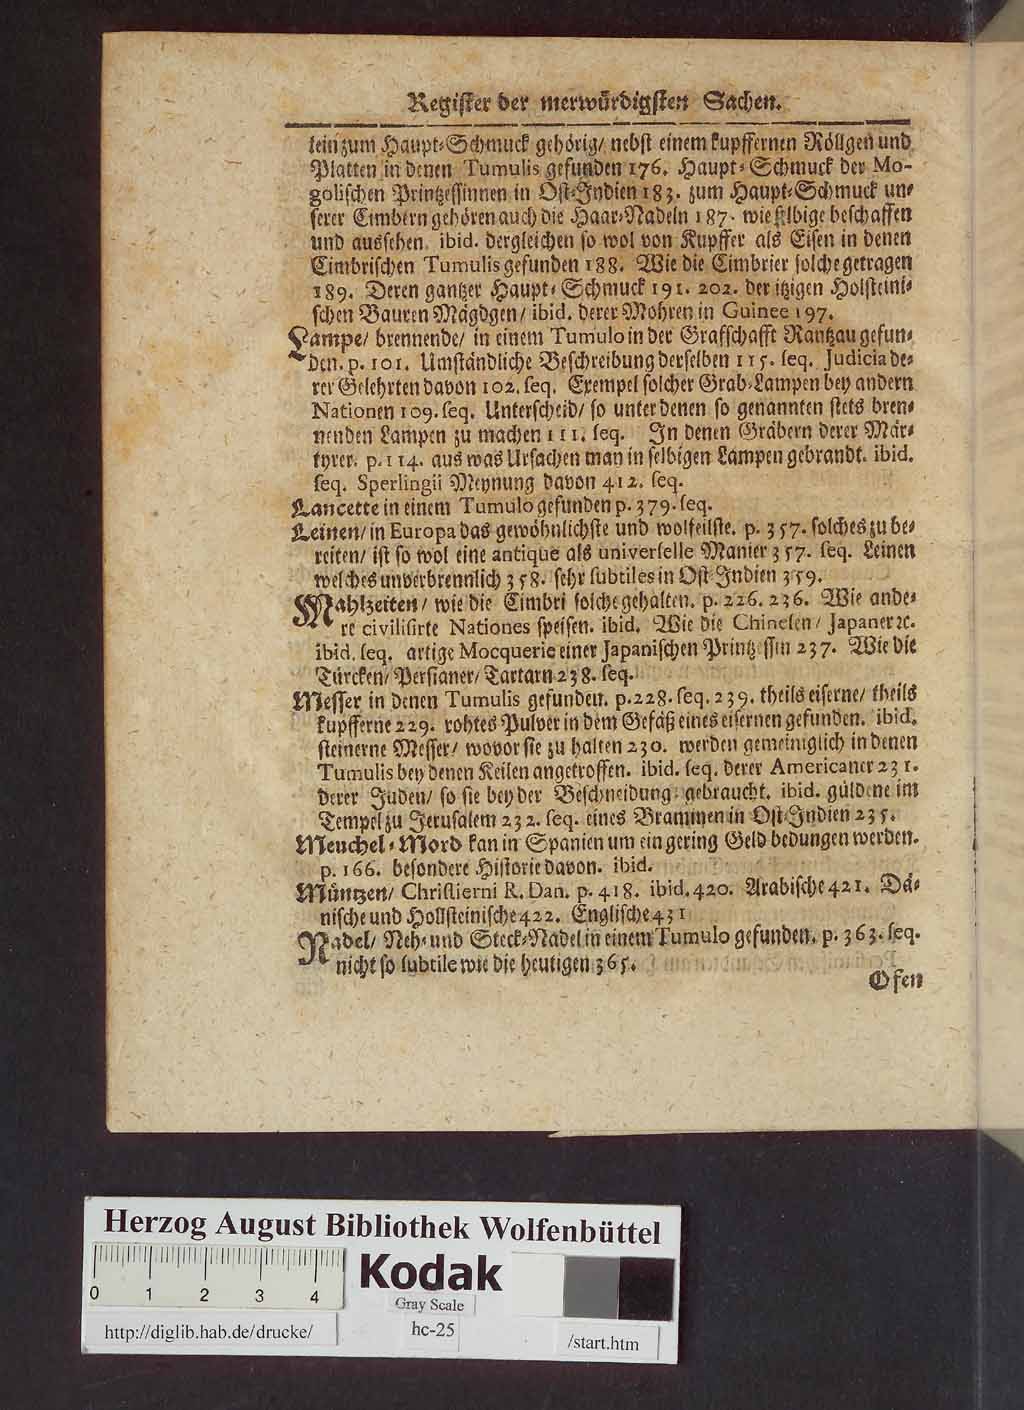 Register der merwürdigsten Sachen.
lein zum Haupt-Schmuck gehörig/ nebst einem kupffernen Röllgen und
Platten in denen Tumulis gefunden 176. Haupt-Schmuck der Mo-
golischen Printzessinnen in Ost-Indien 183. zum Haupt-Schmuck un-
serer Cimbern gehören auch die Haar-Nadeln 187. wie selbige beschaffen
und aussehen. ibid. dergleichen so wol von Kupffer als Eisen in denen
Cimbrischen Tumulis gefunden 188. Wie die Cimbrier solche getragen
189. Deren gantzer Haupt-Schmuck 191. 202. der itzigen Holsteini-
schen Bauren Mägdgen/ ibid. derer Mohren in Guinee 197.
Lampe/ brennende/ in einem Tumulo in der Graffschafft Rantzau gefun-
den. p. 101. Umständliche Beschreibung derselben 115. seq. Judicia de-
rer Gelehrten davon 102. seq. Exempel solcher Grab-Lampen bey andern
Nationen 109. seq. Unterscheid/ so unter denen so genannten stets bren-
nenden Lampen zu machen 111. seq. In denen Gräbern derer Mär-
tyrer. p. 114. aus was Ursachen man in selbigen Lampen gebrandt. ibid.
seq. Sperlingii Meynung davon 412. seq.
Lancette in einem Tumulo gefunden p. 379. seq.
Leinen/ in Europa das gewöhnlichste und wolfeilste. p. 357. solches zu be-
reiten/ ist so wol eine antique als universelle Manier 357. seq. Leinen
welches unverbrennlich 358. sehr subtiles in Ost-Indien 359.
Mahlzeiten/ wie die Cimbri solche gehalten. p. 226. 236. Wie ande-
re civilisirte Nationes speisen. ibid. Wie die Chinesen/ Japaner ꝛc.
ibid. seq. artige Mocquerie einer Japanischen Printzessin 237. Wie die
Türcken/ Persianer/ Tartarn 238. seq.
Messer in denen Tumulis gefunden. p. 228. seq. 239. theils eiserne/ theils
kupfferne 229. rohtes Pulver in dem Gefäß eines eisernen gefunden. ibid.
steinerne Messer/ wovor sie zu halten 230. werden gemeiniglich in denen
Tumulis bey denen Keilen angetroffen. ibid. seq. derer Americaner 231.
derer Juden/ so sie bey der Beschneidung gebraucht. ibid. güldene im
Tempel zu Jerusalem 232. seq. eines Braminen in Ost-Indien 235.
Meuchel-Mord kan in Spanien um ein gering Geld bedungen werden.
p. 166. besondere Historie davon. ibid.
Müntzen/ Christierni R. Dan. p. 418. ibid. 420. Arabische 421. Dä-
nische und Hollsteinische 422. Englische 431
Nadel/ Neh- und Steck-Nadel in einem Tumulo gefunden. p. 363. seq.
nicht so subtile wie die heutigen 365.
Ofen
Herzog August Bibliothek Wolfenbüttel
0 1 2 3 4
Kodak
Gray Scale
http://diglib.hab.de/drucke/
hc-25
/start.htm